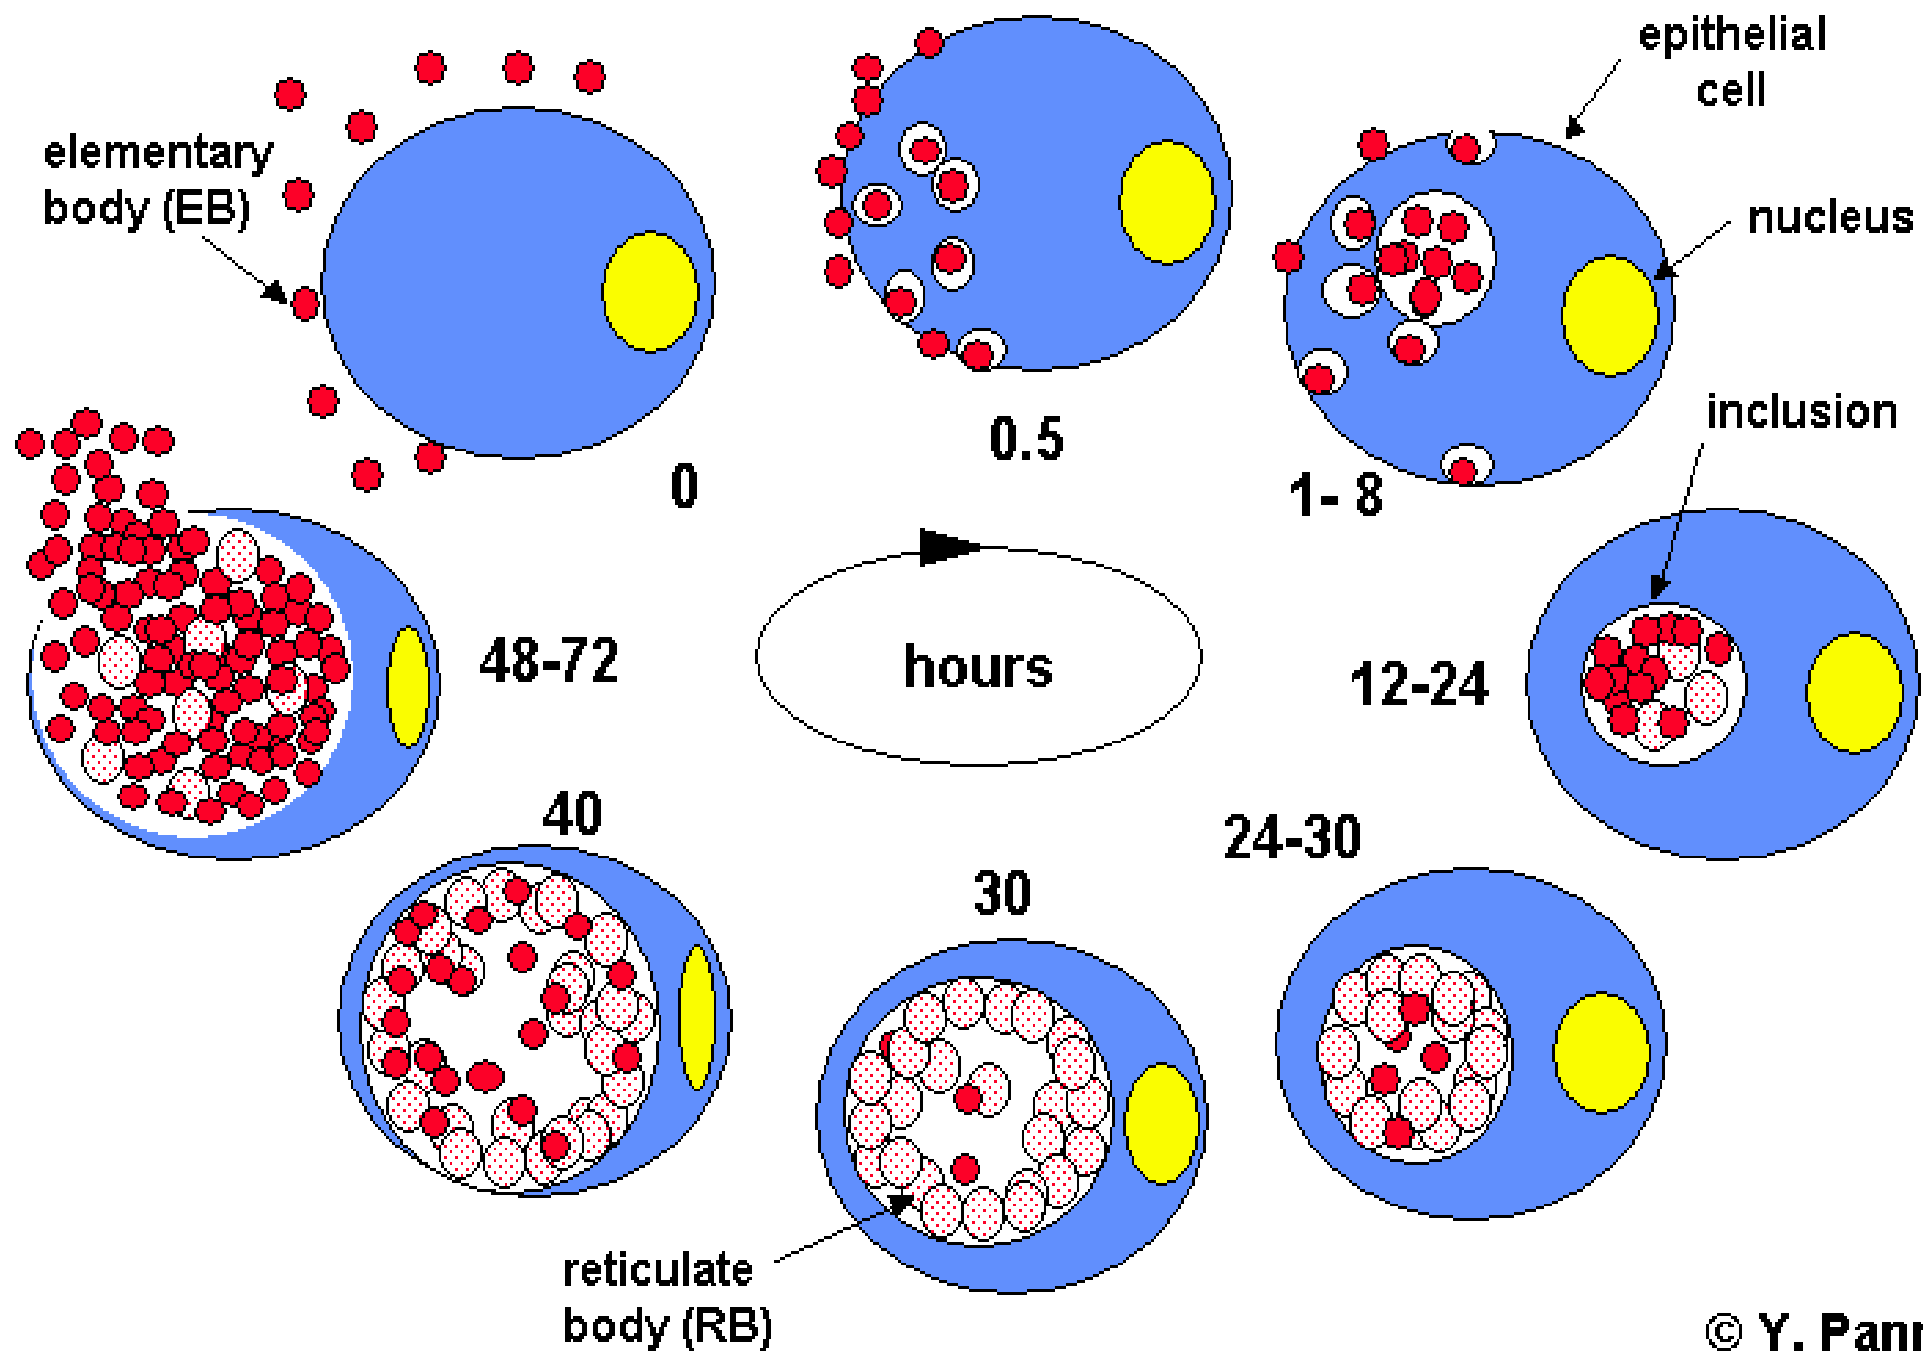 epithelial
cell
elementary
body (EB)
nucleus
inclusion
0.5
0
1- 8
48-72
hours
12-24
40
24-30
30
reticulate
body (RB)
© Y.